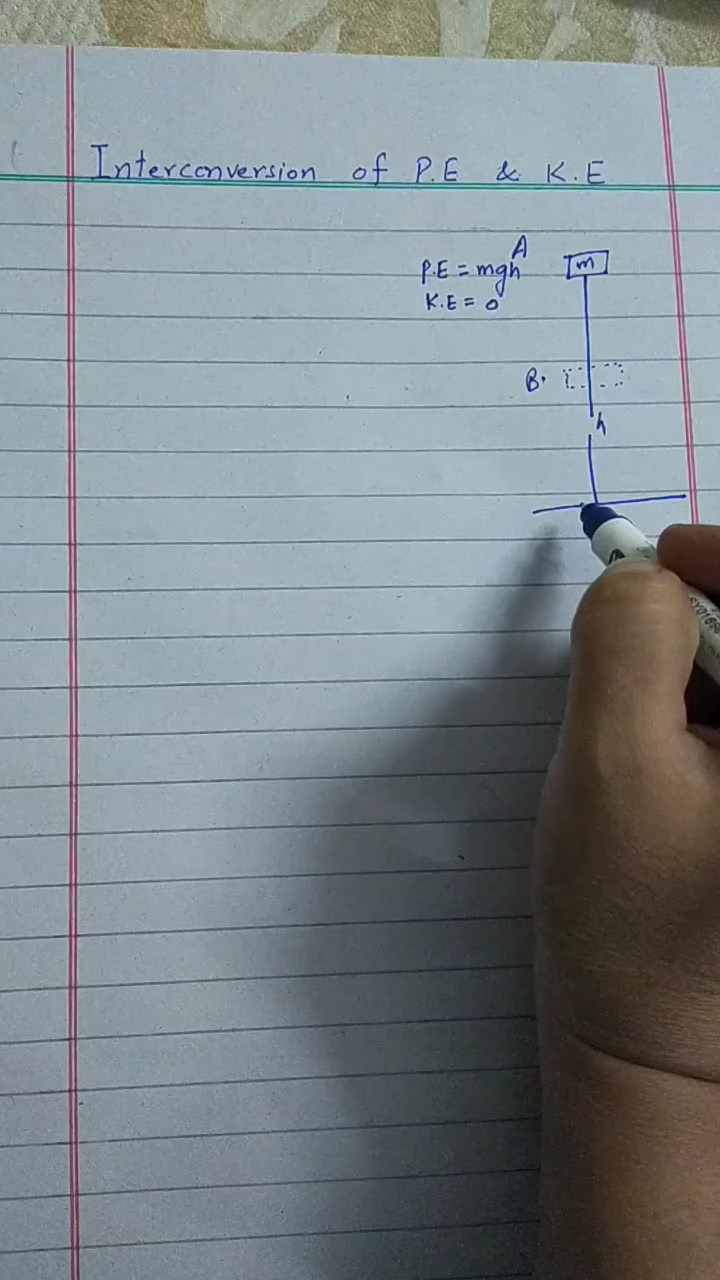 Interconversion of P.E & K.E
A
P.E = mgh
m
K.E = 0
B.
h